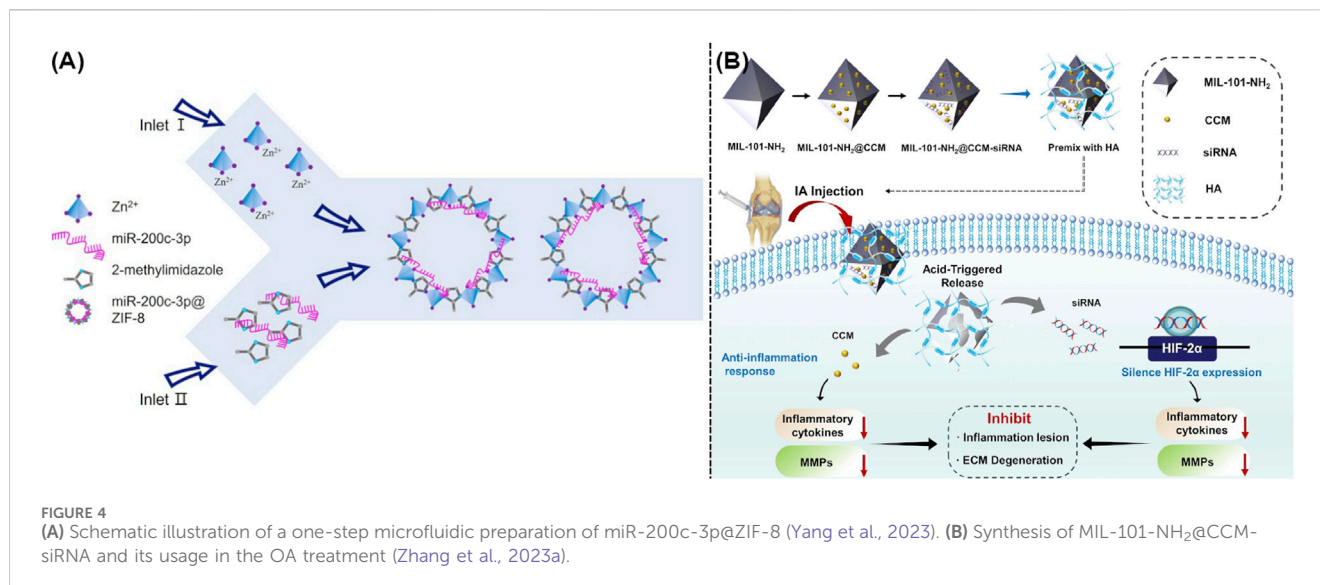 (A)
Inlet I
Zn²⁺
Zn²⁺
Zn²⁺
Zn²⁺
Zn²⁺
miR-200c-3p
2-methylimidazole
miR-200c-3p@
ZIF-8
Inlet II
(B)
MIL-101-NH₂
MIL-101-NH₂@CCM
MIL-101-NH₂@CCM-siRNA
Premix with HA
MIL-101-NH₂
CCM
siRNA
HA
IA Injection
Acid-Triggered
Release
siRNA
CCM
Anti-inflammation
response
HIF-2α
Silence HIF-2α expression
Inflammatory
cytokines
MMPs
Inhibit
· Inflammation lesion
· ECM Degeneration
Inflammatory
cytokines
MMPs
FIGURE 4
(A) Schematic illustration of a one-step microfluidic preparation of miR-200c-3p@ZIF-8 (Yang et al., 2023). (B) Synthesis of MIL-101-NH₂@CCM-
siRNA and its usage in the OA treatment (Zhang et al., 2023a).